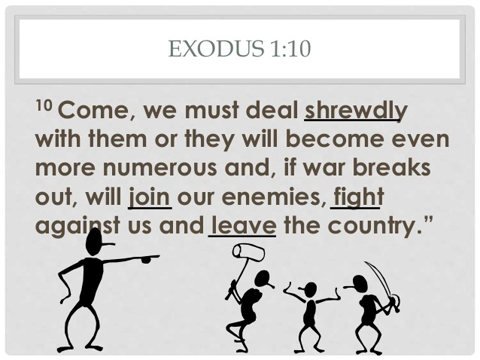 EXODUS 1:10
10 Come, we must deal shrewdly
with them or they will become even
more numerous and, if war breaks
out, will join our enemies, fight
against us and leave the country.”